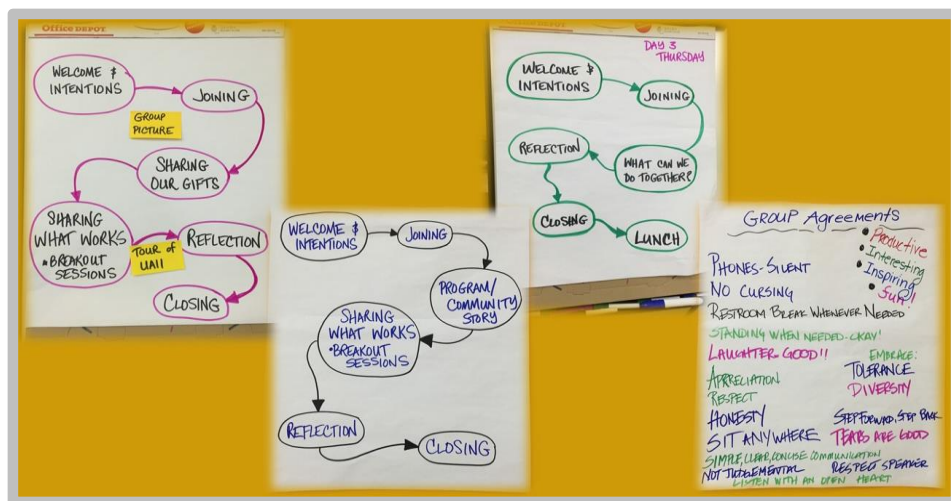 Office DEPOT
WELCOME &
INTENTIONS
JOINING
GROUP
PICTURE
SHARING
OUR GIFTS
SHARING
WHAT WORKS
• BREAKOUT
SESSIONS
TOUR OF
UAII
REFLECTION
CLOSING
WELCOME &
INTENTIONS
JOINING
PROGRAM/
COMMUNITY
STORY
SHARING
WHAT WORKS
• BREAKOUT
SESSIONS
REFLECTION
CLOSING
DAY 3
THURSDAY
WELCOME &
INTENTIONS
JOINING
WHAT CAN WE
DO TOGETHER?
REFLECTION
CLOSING
LUNCH
GROUP Agreements
• Productive
• Interesting
• Inspiring
• Fun!
PHONES-SILENT
NO CURSING
RESTROOM BREAK WHENEVER NEEDED
STANDING WHEN NEEDED-OKAY!
LAUGHTER-GOOD!!
EMBRACE:
TOLERANCE
DIVERSITY
APPRECIATION
RESPECT
HONESTY
STEP FORWARD, STEP BACK
SIT ANYWHERE
TEARS ARE GOOD
SIMPLE, CLEAR, CONCISE COMMUNICATION
NOT JUDGEMENTAL
RESPECT SPEAKER
LISTEN WITH AN OPEN HEART